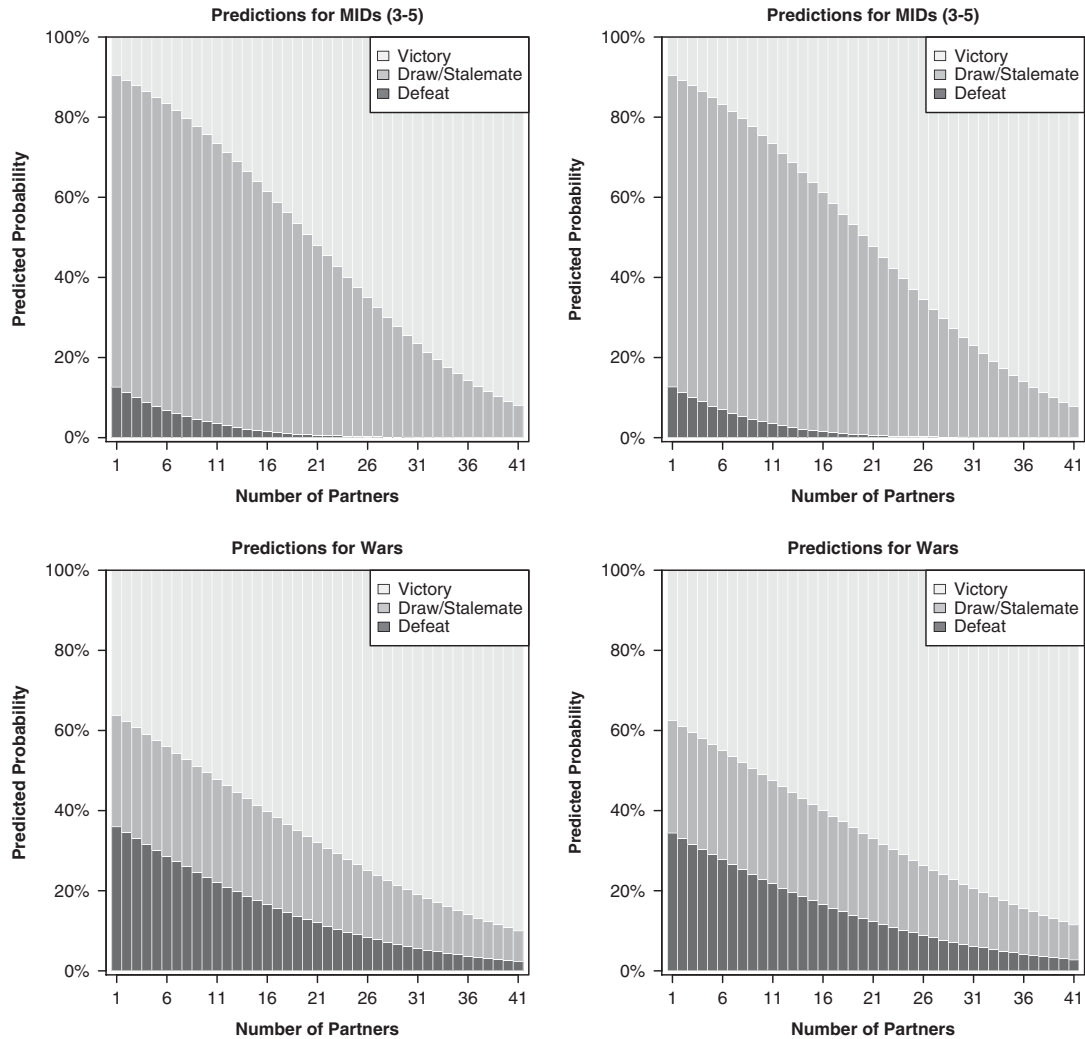 Predictions for MIDs (3-5)
100%
80%
60%
40%
20%
0%
Predicted Probability
Victory
Draw/Stalemate
Defeat
1 6 11 16 21 26 31 36 41
Number of Partners
Predictions for MIDs (3-5)
100%
80%
60%
40%
20%
0%
Predicted Probability
Victory
Draw/Stalemate
Defeat
1 6 11 16 21 26 31 36 41
Number of Partners
Predictions for Wars
100%
80%
60%
40%
20%
0%
Predicted Probability
Victory
Draw/Stalemate
Defeat
1 6 11 16 21 26 31 36 41
Number of Partners
Predictions for Wars
100%
80%
60%
40%
20%
0%
Predicted Probability
Victory
Draw/Stalemate
Defeat
1 6 11 16 21 26 31 36 41
Number of Partners